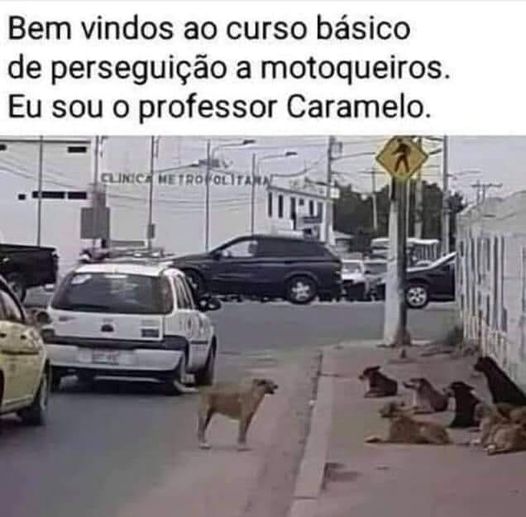 Bem vindos ao curso básico
de perseguição a motoqueiros.
Eu sou o professor Caramelo.
CLINICA METROPOLITANA